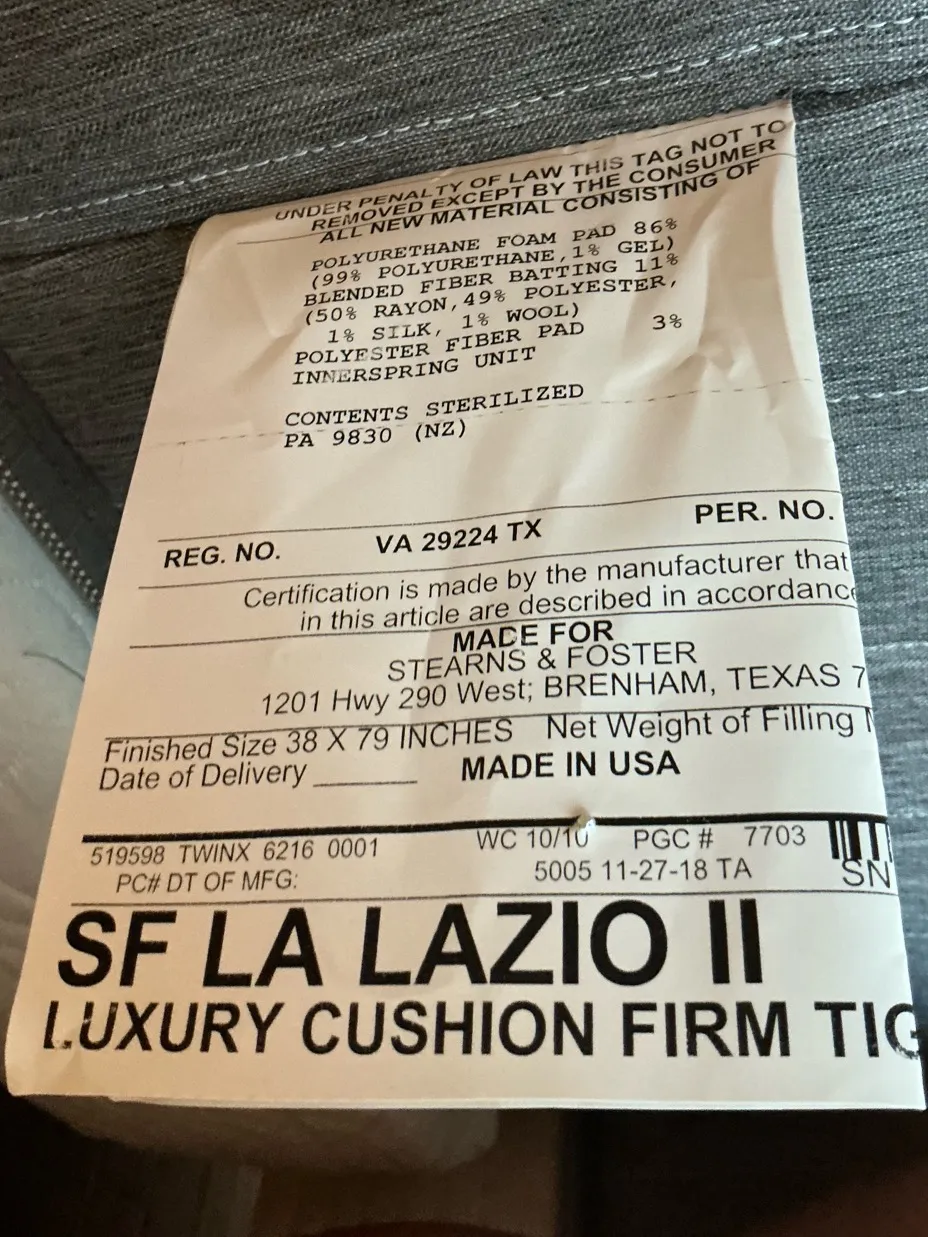 UNDER PENALTY OF LAW THIS TAG NOT TO
REMOVED EXCEPT BY THE CONSUMER
ALL NEW MATERIAL CONSISTING OF
POLYURETHANE FOAM PAD 86%
(99% POLYURETHANE,1% GEL)
BLENDED FIBER BATTING 11%
(50% RAYON,49% POLYESTER,
1% SILK, 1% WOOL)
POLYESTER FIBER PAD 3%
INNERSPRING UNIT
CONTENTS STERILIZED
PA 9830 (NZ)
REG. NO. VA 29224 TX PER. NO.
Certification is made by the manufacturer that
in this article are described in accordanc
MADE FOR
STEARNS & FOSTER
1201 Hwy 290 West; BRENHAM, TEXAS 7
Finished Size 38 X 79 INCHES Net Weight of Filling
Date of Delivery MADE IN USA
519598 TWINX 6216 0001 WC 10/10 PGC # 7703
PC# DT OF MFG: 5005 11-27-18 TA SN
SF LA LAZIO II
LUXURY CUSHION FIRM TIG